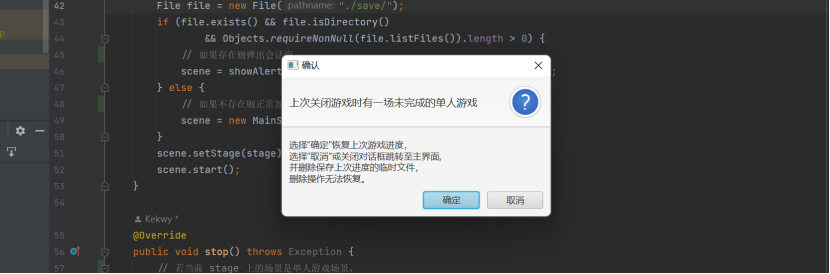 42 File file = new File( pathname: "./save/");
43 if (file.exists() && file.isDirectory()
44 && Objects.requireNonNull(file.listFiles()).length > 0) {
45 // 如果存在则弹出会话
46 scene = showAlert ;
47 } else {
48 // 如果不存在则正常加
49 scene = new MainS
50 }
51 scene.setStage(stage)
52 scene.start();
53 }
54
Kekwy *
55 @Override
56 public void stop() throws Exception {
57 // 若当前 stage 上的场景是单人游戏场景.
确认
上次关闭游戏时有一场未完成的单人游戏
?
选择"确定"恢复上次游戏进度,
选择"取消"或关闭对话框跳转至主界面,
并删除保存上次进度的临时文件,
删除操作无法恢复。
确定 取消